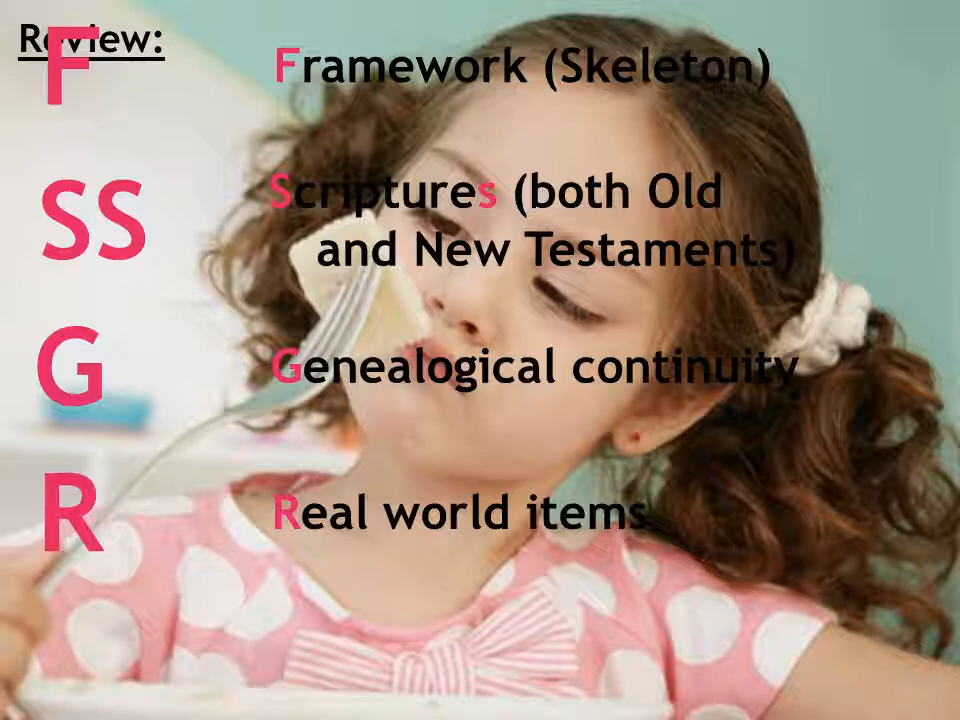 Review:
F Framework (Skeleton)
SS Scriptures (both Old
and New Testaments)
G Genealogical continuity
R Real world items